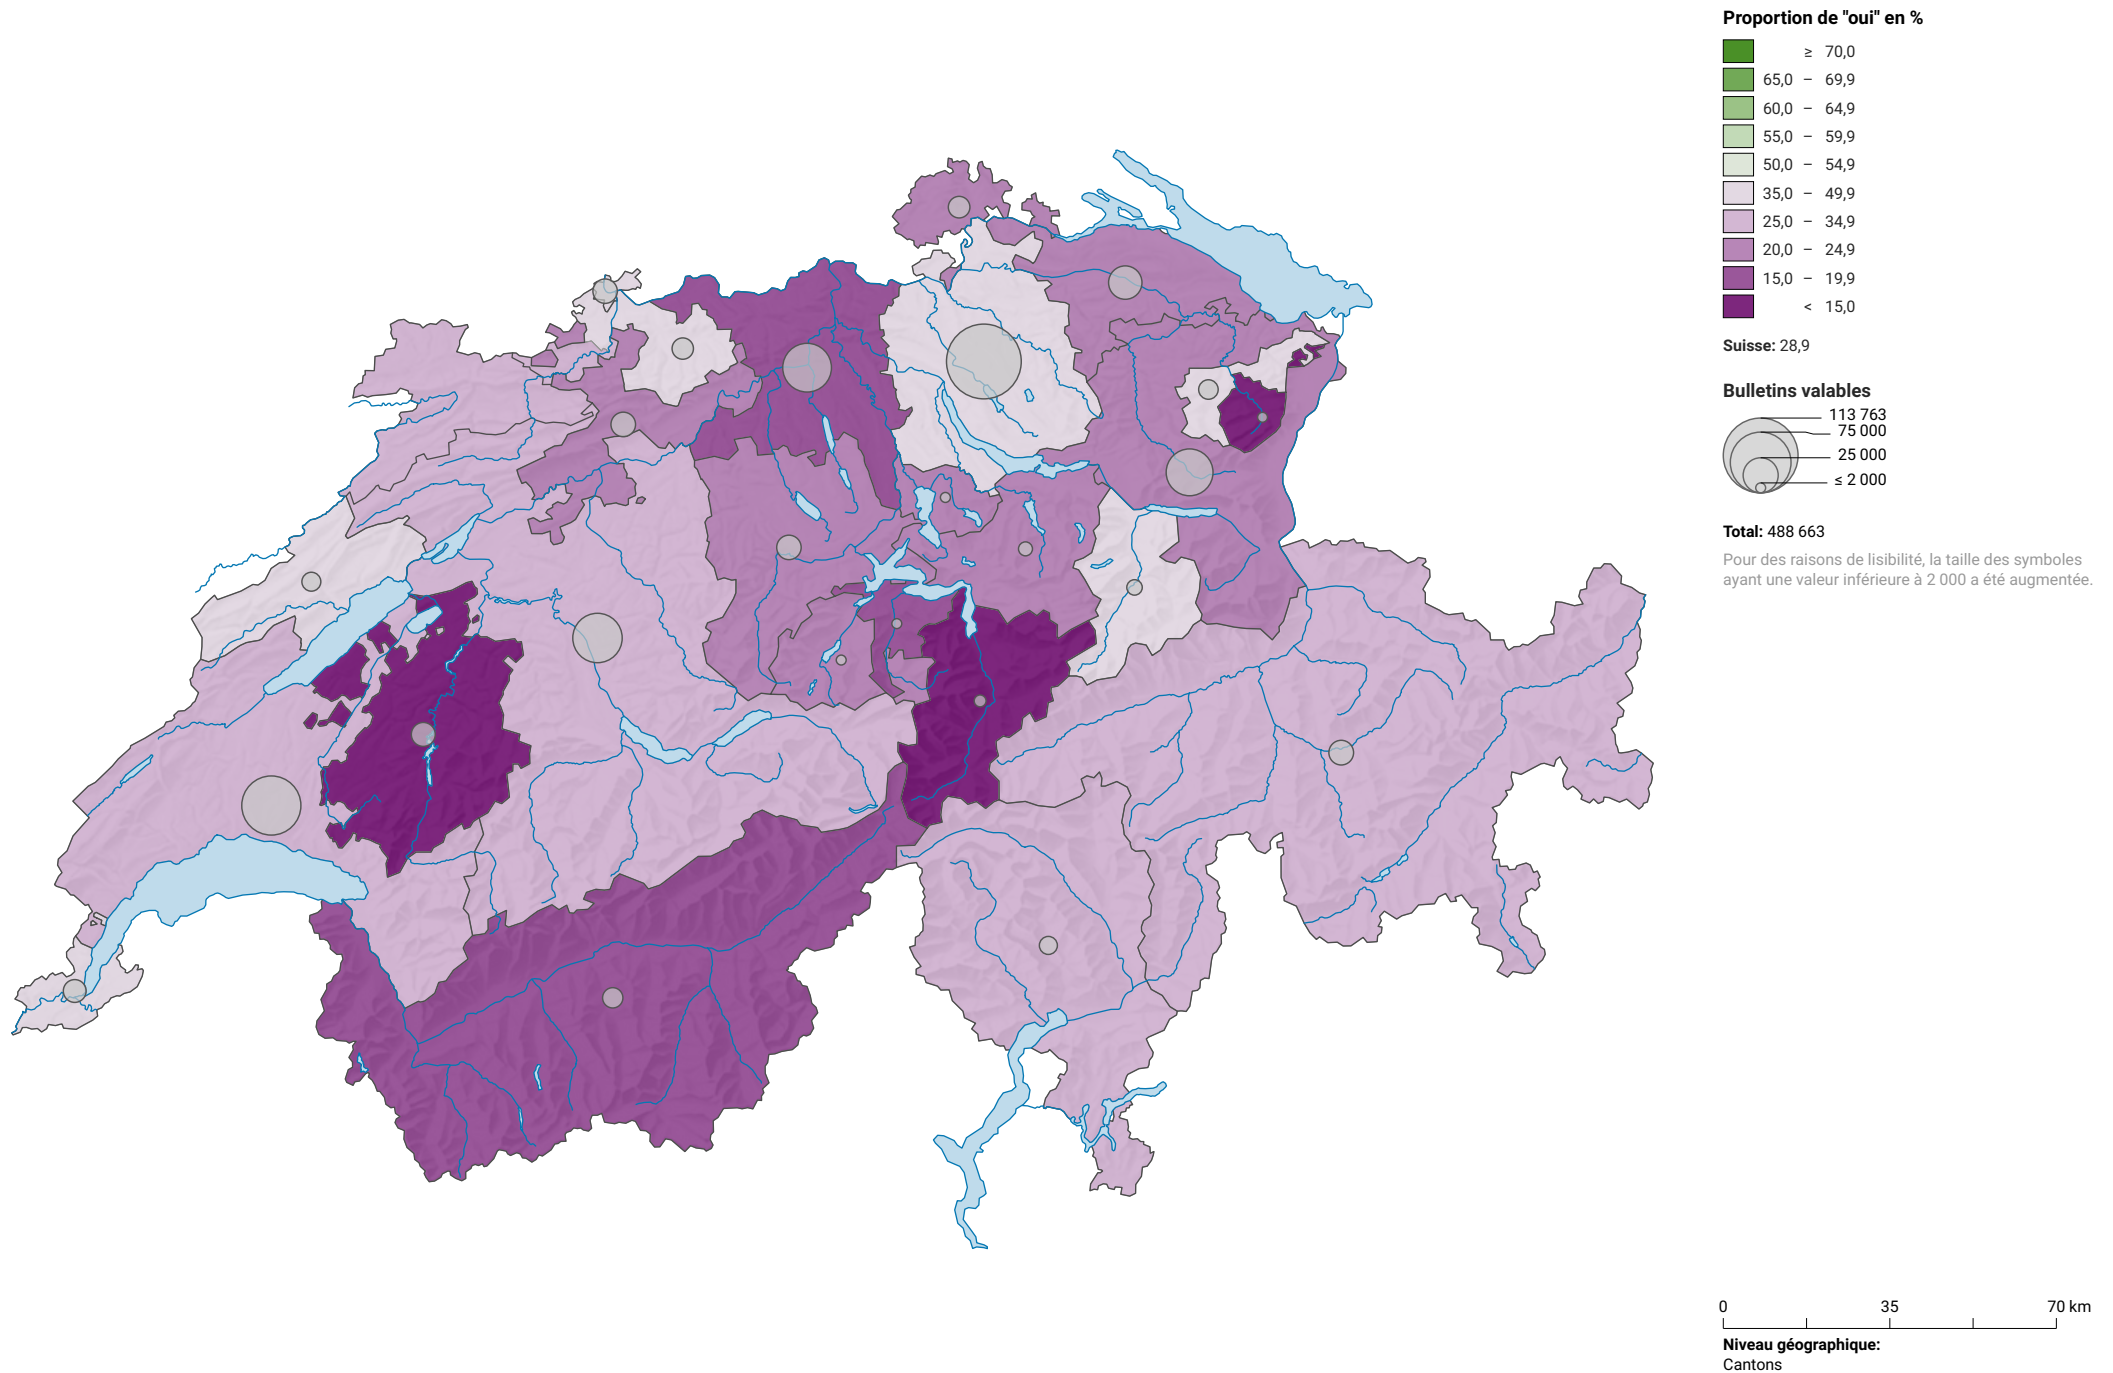 Proportion de "oui" en %
≥ 70,0
65,0 – 69,9
60,0 – 64,9
55,0 – 59,9
50,0 – 54,9
35,0 – 49,9
25,0 – 34,9
20,0 – 24,9
15,0 – 19,9
< 15,0
Suisse: 28,9
Bulletins valables
113 763
75 000
25 000
≤ 2 000
Total: 488 663
Pour des raisons de lisibilité, la taille des symboles
ayant une valeur inférieure à 2 000 a été augmentée.
0 35 70 km
Niveau géographique:
Cantons